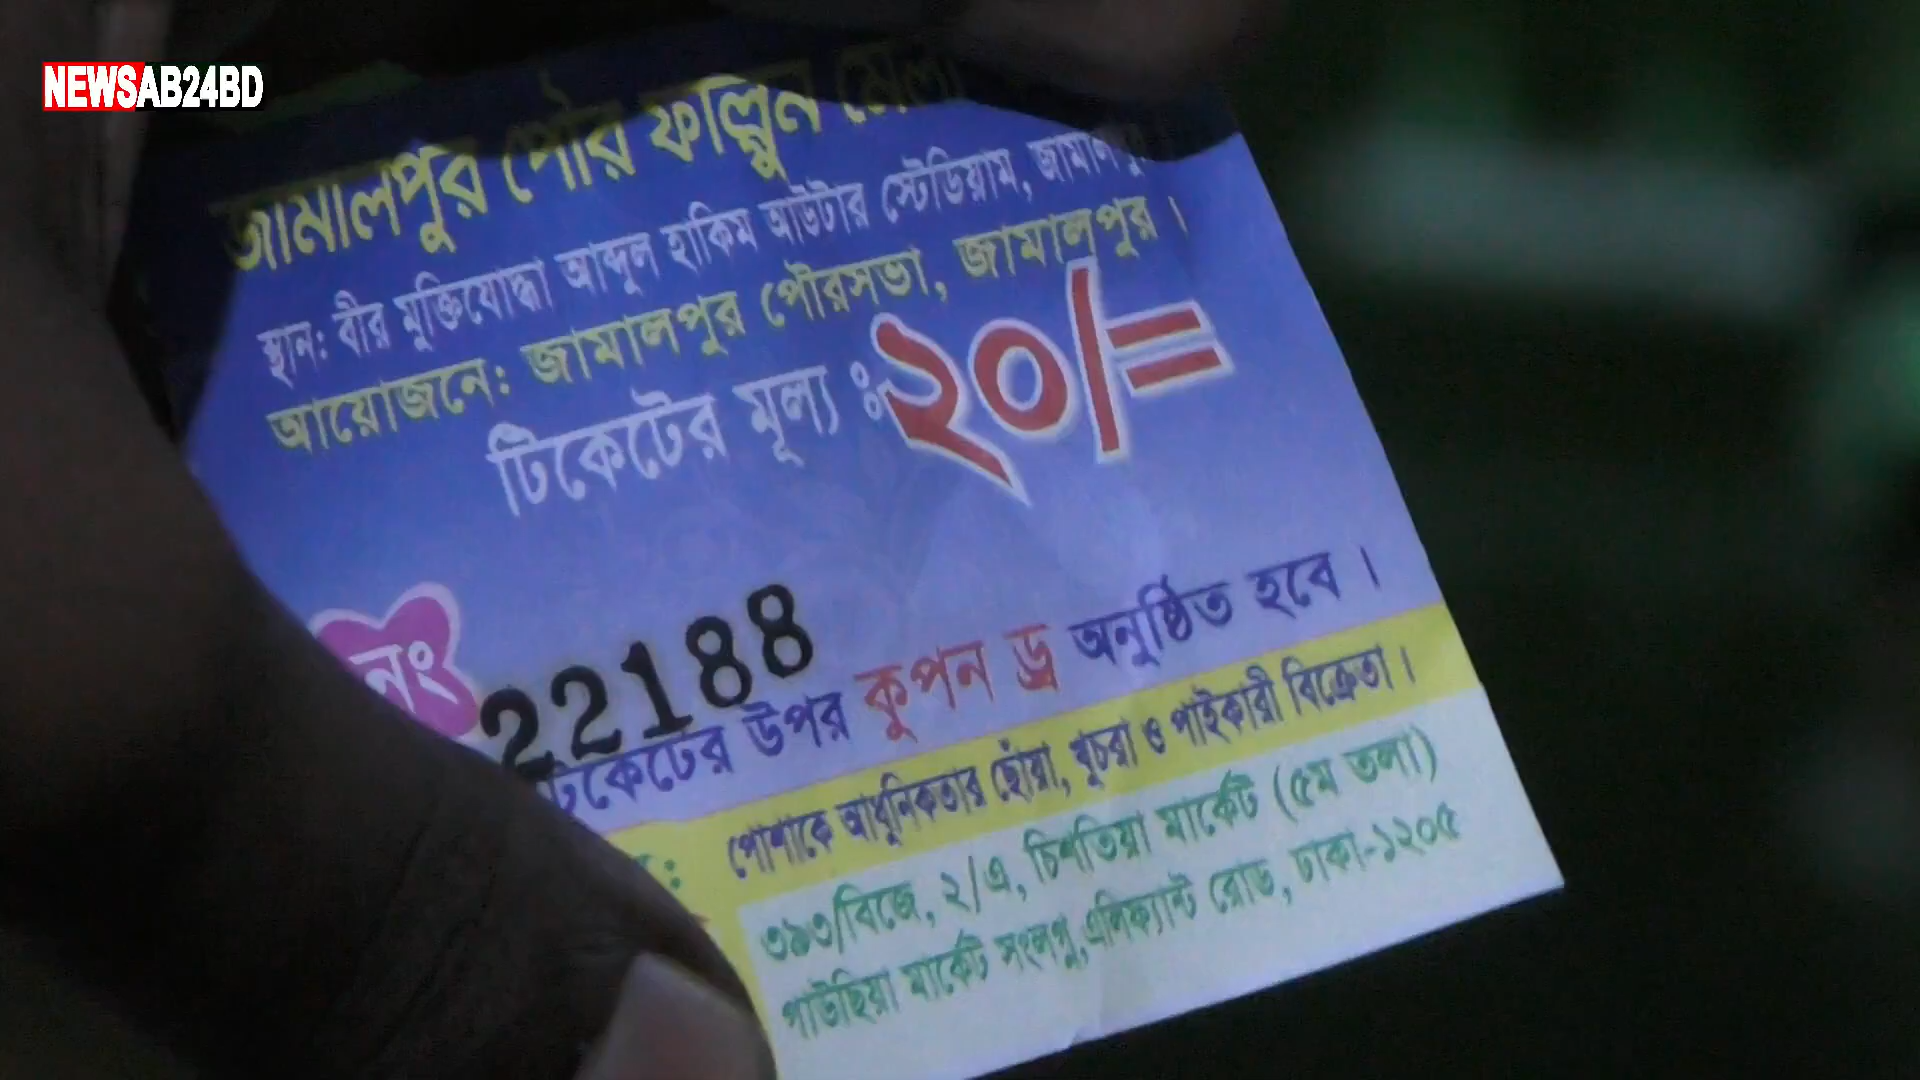 NEWSAB24BD
জামালপুর পৌর ফাল্গুন মেলা
স্থান: বীর মুক্তিযোদ্ধা আব্দুল হাকিম আউটার স্টেডিয়াম, জামালপুর
আয়োজনে: জামালপুর পৌরসভা, জামালপুর ।
টিকেটের মূল্য ঃ ২০/=
নং 22188
টিকেটের উপর কুপন ড্র অনুষ্ঠিত হবে ।
পোশাকে আধুনিকতার ছোঁয়া, খুচরা ও পাইকারী বিক্রেতা ।
৩৯৩/বিজে, ২/এ, চিশতিয়া মার্কেট (৫ম তলা)
গাউছিয়া মার্কেট সংলগ্ন,এলিফ্যান্ট রোড, ঢাকা-১২০৫